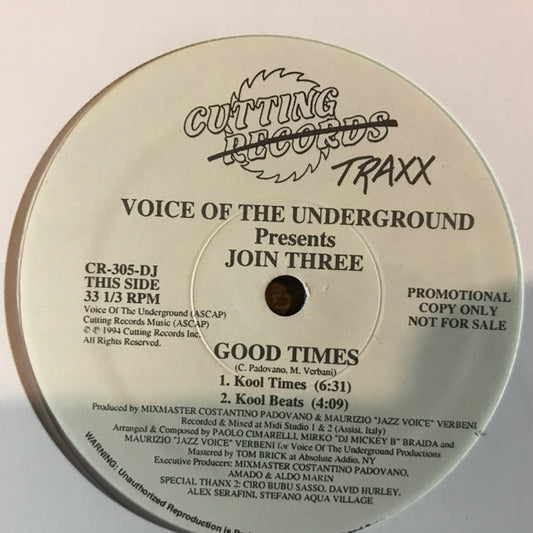 CUTTING
RECORDS
TRAXX
VOICE OF THE UNDERGROUND
Presents
JOIN THREE
CR-305-DJ
THIS SIDE
33 1/3 RPM
Voice Of The Underground (ASCAP)
Cutting Records Music (ASCAP)
© ℗ 1994 Cutting Records Inc.
All Rights Reserved.
PROMOTIONAL
COPY ONLY
NOT FOR SALE
GOOD TIMES
(C. Padovano, M. Verbani)
1. Kool Times (6:31)
2. Kool Beats (4:09)
Produced by MIXMASTER COSTANTINO PADOVANO & MAURIZIO "JAZZ VOICE" VERBENI
Recorded & Mixed at Midi Studio 1 & 2 (Assisi, Italy)
Arranged & Composed by PAOLO CIMARELLI, MIRKO "DJ MICKEY B" BRAIDA and
MAURIZIO "JAZZ VOICE" VERBENI for Voice Of The Underground Productions
Mastered by TOM BRICK at Absolute Addio, NY
Executive Producers: MIXMASTER COSTANTINO PADOVANO,
AMADO & ALDO MARIN
SPECIAL THANX 2: CIRO BUBU SASSO, DAVID HURLEY,
ALEX SERAFINI, STEFANO AQUA VILLAGE
WARNING: Unauthorized Reproduction is